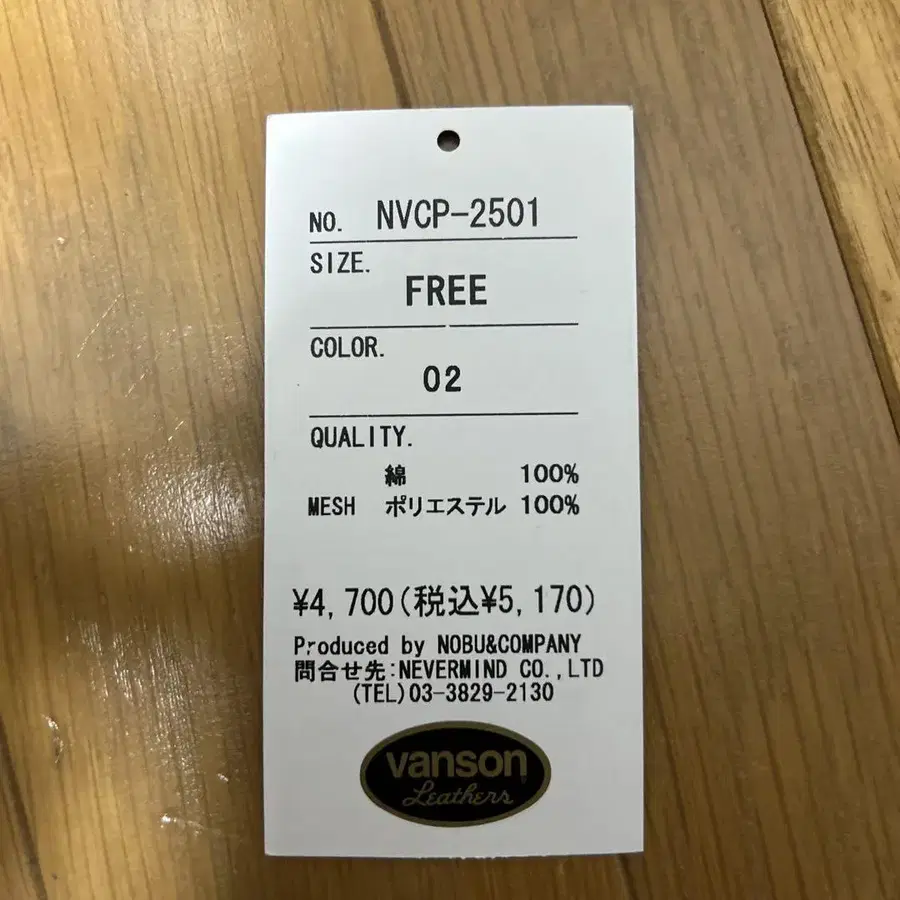 NO. NVCP-2501
SIZE.
FREE
COLOR.
02
QUALITY.
綿 100%
MESH ポリエステル 100%
¥4,700(税込¥5,170)
Produced by NOBU&COMPANY
問合せ先:NEVERMIND CO.,LTD
(TEL)03-3829-2130
vanson
Leathers